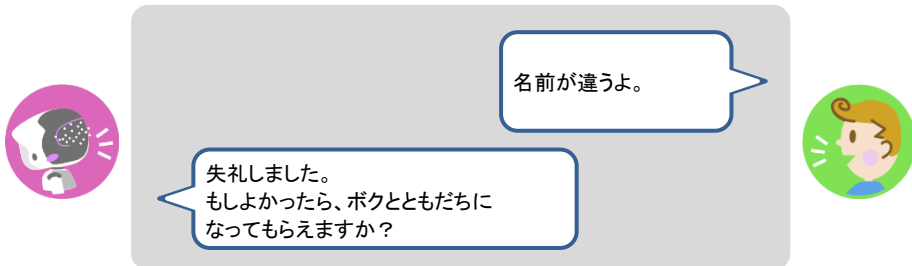 名前が違うよ。
失礼しました。
もしよかったら、ボクとともだちに
なってもらえますか？